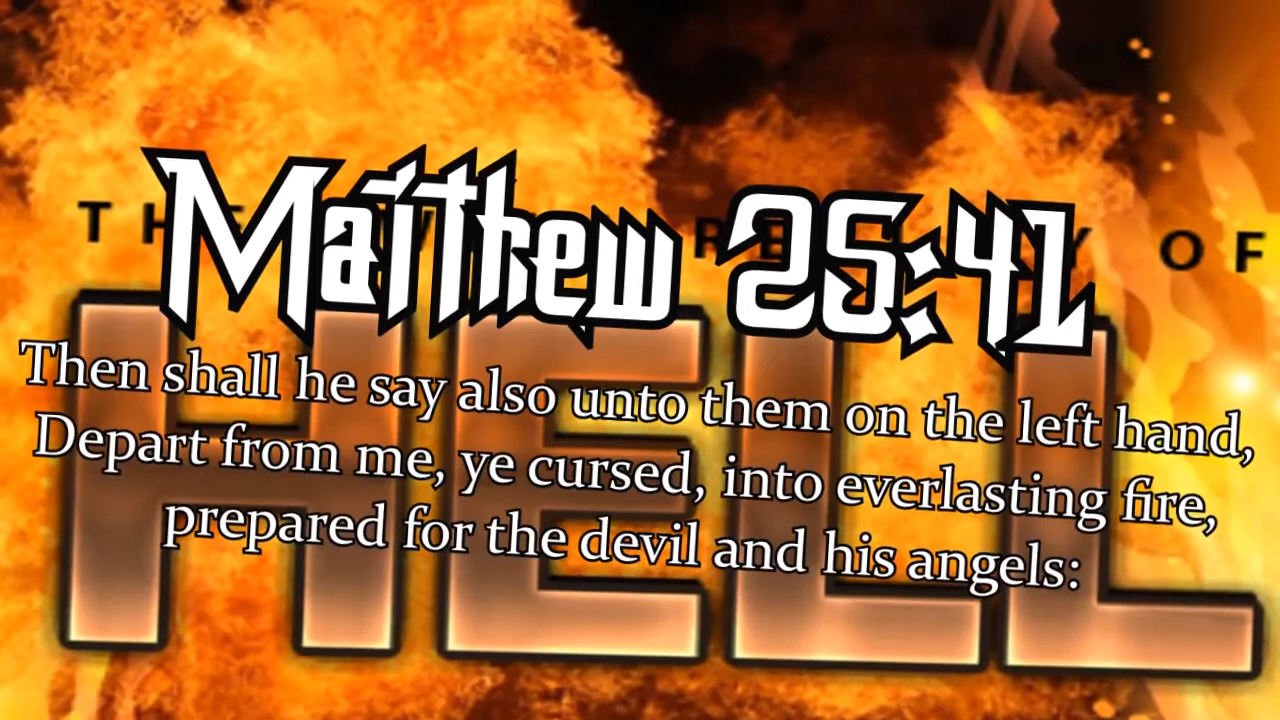 Matthew 25:41
HELL
Then shall he say also unto them on the left hand,
Depart from me, ye cursed, into everlasting fire,
prepared for the devil and his angels: